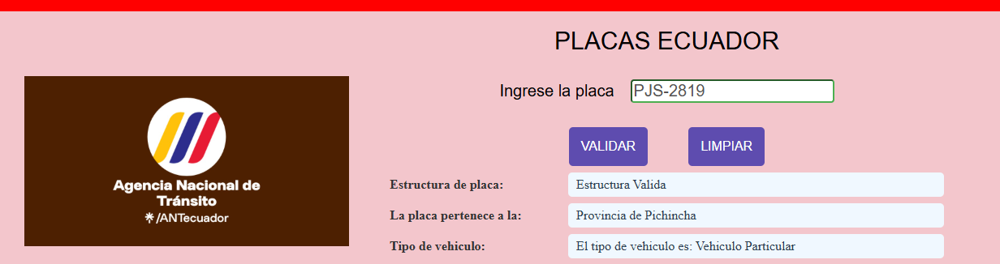 PLACAS ECUADOR
Ingrese la placa PJS-2819
VALIDAR LIMPIAR
Agencia Nacional de
Tránsito
/ANTecuador
Estructura de placa: Estructura Valida
La placa pertenece a la: Provincia de Pichincha
Tipo de vehiculo: El tipo de vehiculo es: Vehiculo Particular